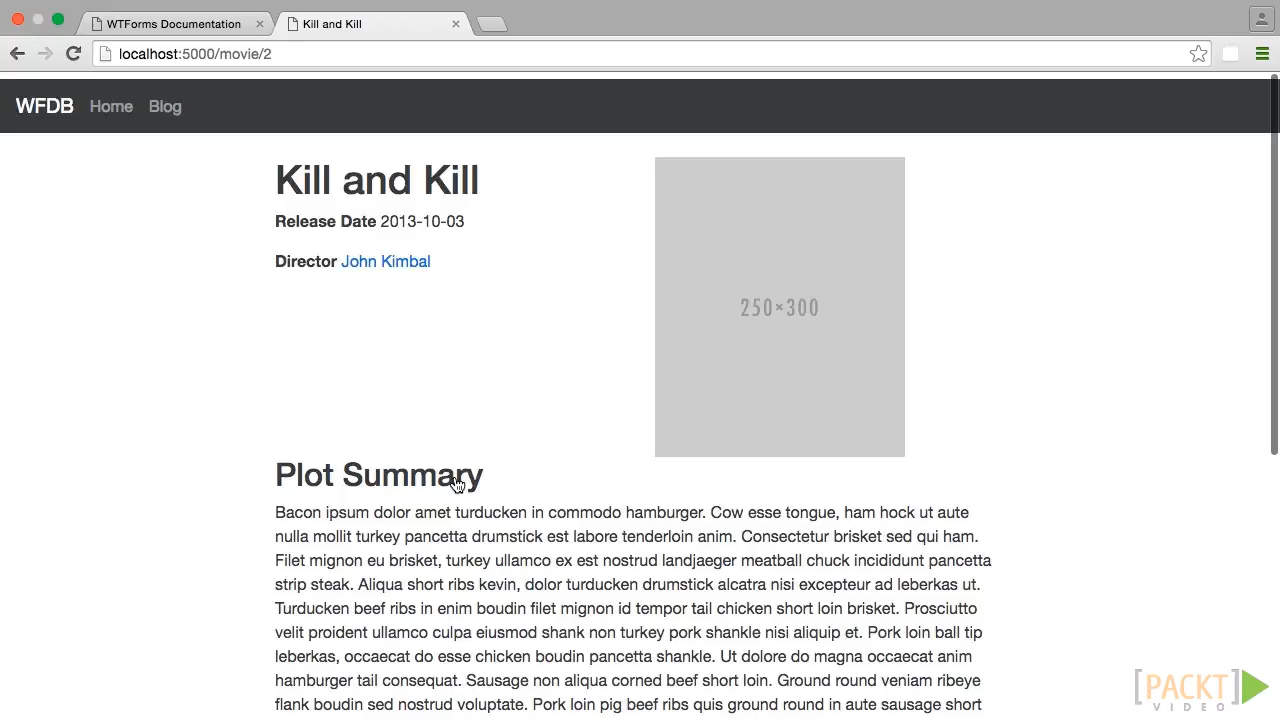 WTForms Documentation
Kill and Kill
localhost:5000/movie/2
WFDB Home Blog
Kill and Kill
Release Date 2013-10-03
Director John Kimbal
250×300
Plot Summary
Bacon ipsum dolor amet turducken in commodo hamburger. Cow esse tongue, ham hock ut aute
nulla mollit turkey pancetta drumstick est labore tenderloin anim. Consectetur brisket sed qui ham.
Filet mignon eu brisket, turkey ullamco ex est nostrud landjaeger meatball chuck incididunt pancetta
strip steak. Aliqua short ribs kevin, dolor turducken drumstick alcatra nisi excepteur ad leberkas ut.
Turducken beef ribs in enim boudin filet mignon id tempor tail chicken short loin brisket. Prosciutto
velit proident ullamco culpa eiusmod shank non turkey pork shankle nisi aliquip et. Pork loin ball tip
leberkas, occaecat do esse chicken boudin pancetta shankle. Ut dolore do magna occaecat anim
hamburger tail consequat. Sausage non aliqua corned beef short loin. Ground round veniam ribeye
flank boudin sed nostrud voluptate. Pork loin pig beef ribs quis ground round in aute sausage short
[PACKT]
VIDEO